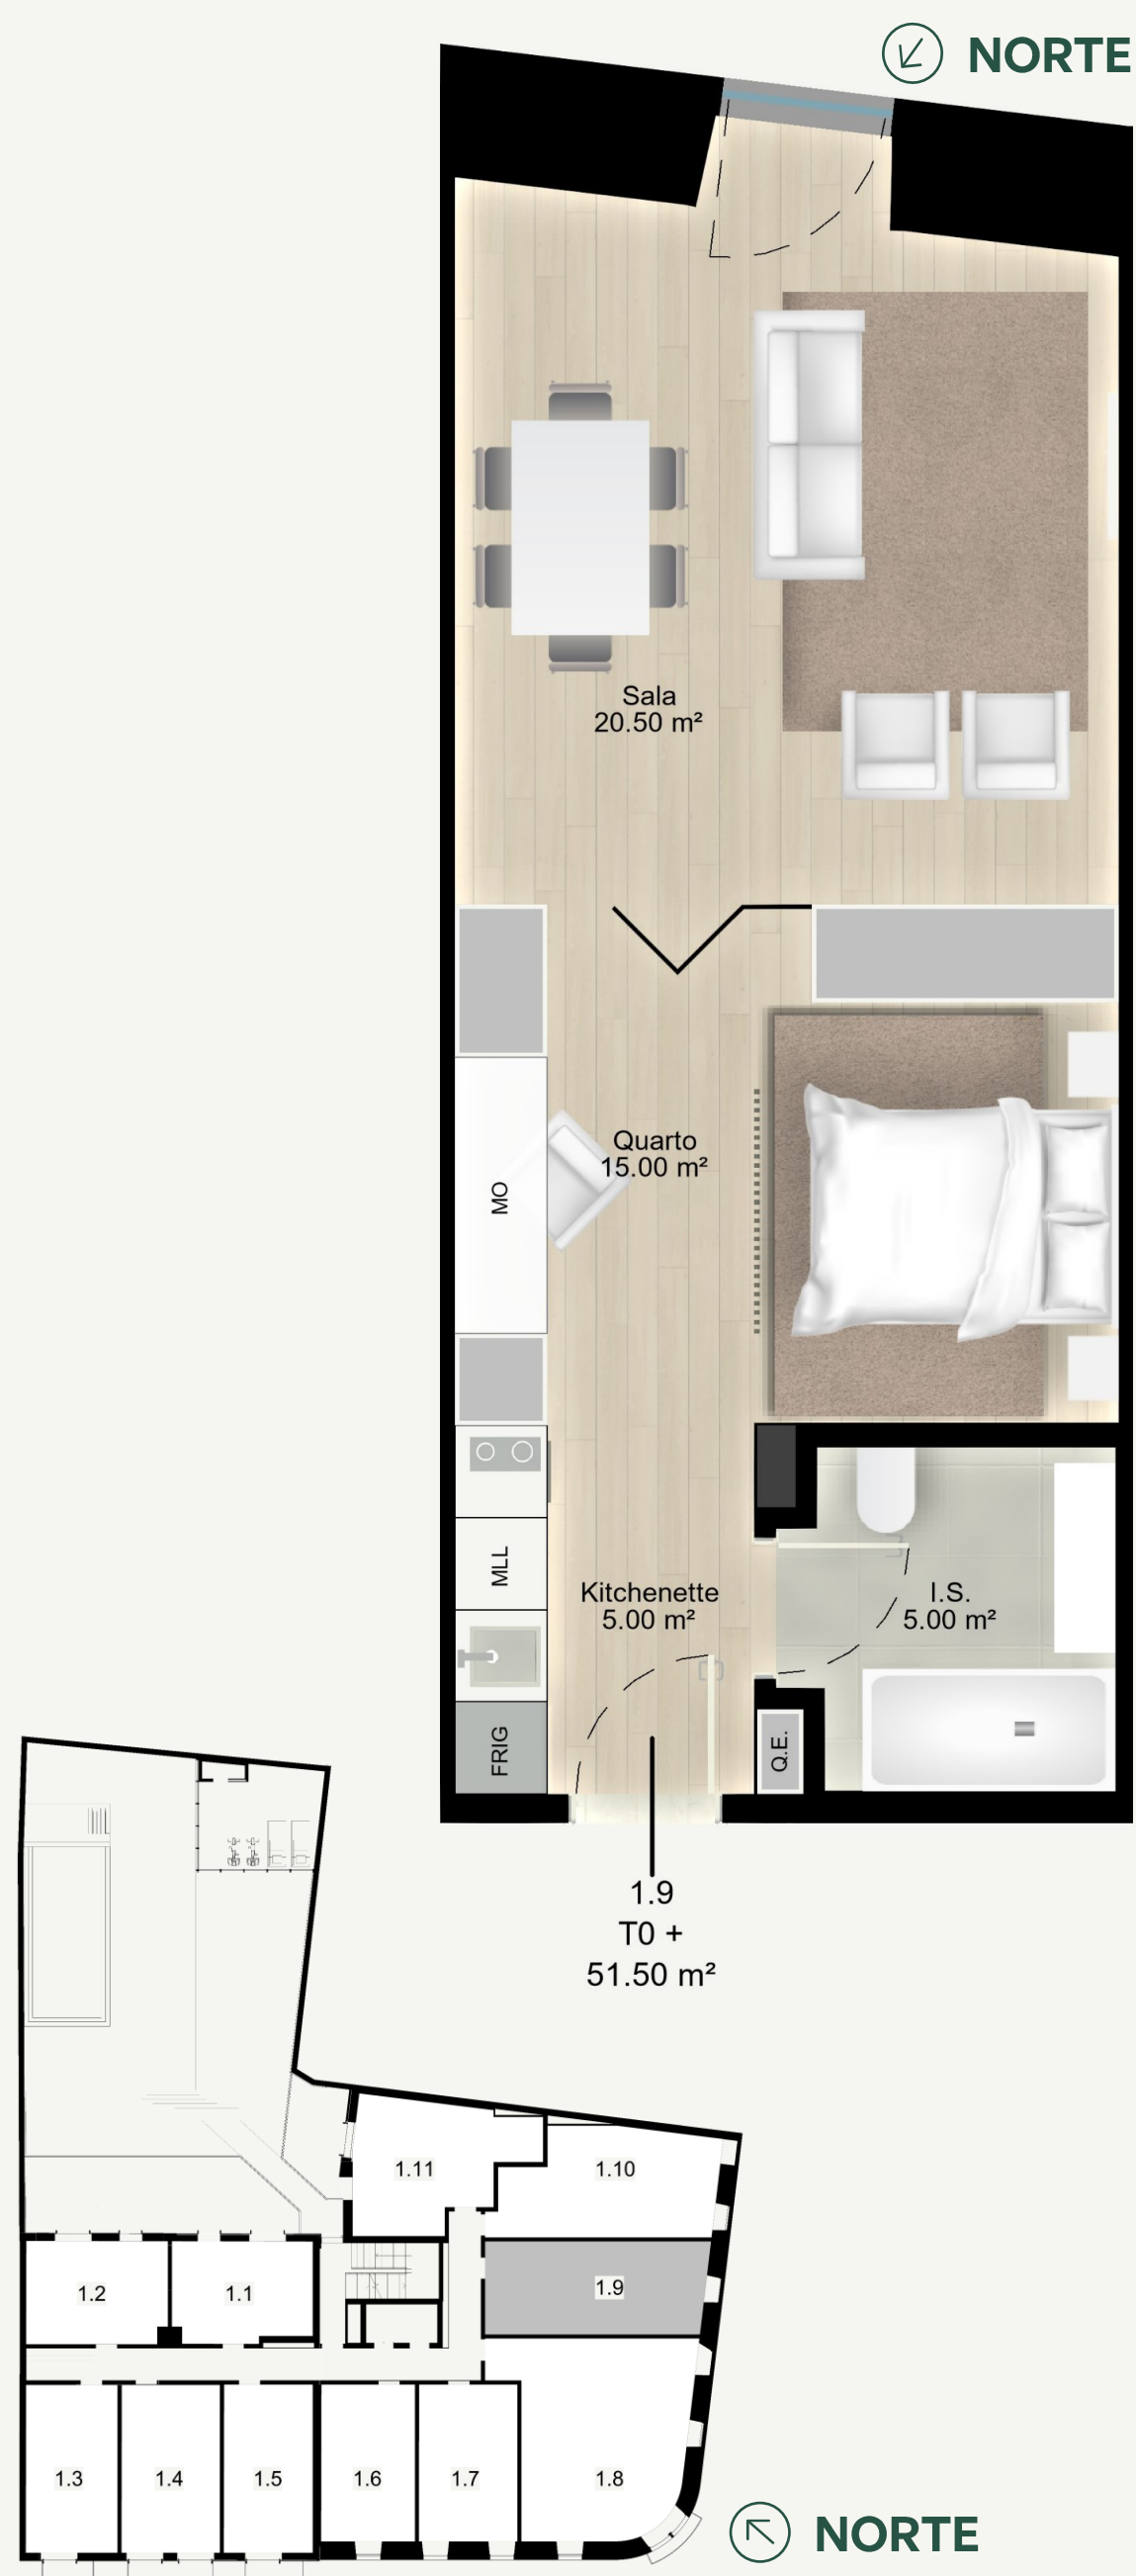 NORTE
Sala
20.50 m²
Quarto
15.00 m²
MO
MLL
Kitchenette
5.00 m²
I.S.
5.00 m²
FRIG
Q.E.
1.9
T0 +
51.50 m²
1.11
1.10
1.2
1.1
1.9
1.3
1.4
1.5
1.6
1.7
1.8
NORTE